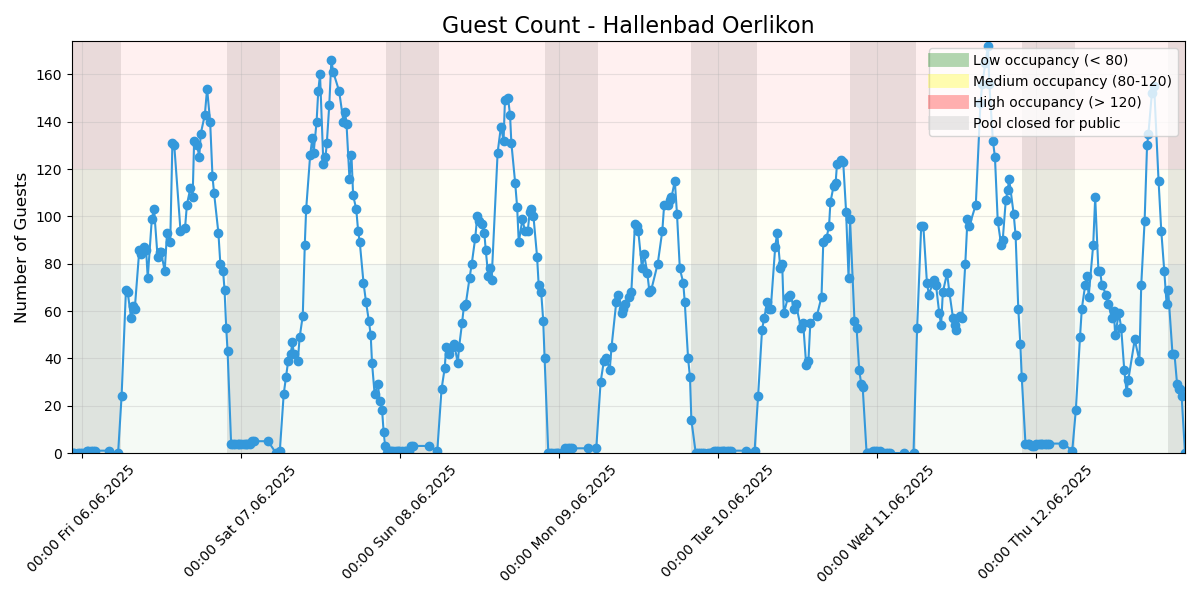 Guest Count - Hallenbad Oerlikon
Number of Guests
160
140
120
100
80
60
40
20
0
Low occupancy (< 80)
Medium occupancy (80-120)
High occupancy (> 120)
Pool closed for public
00:00 Fri 06.06.2025
00:00 Sat 07.06.2025
00:00 Sun 08.06.2025
00:00 Mon 09.06.2025
00:00 Tue 10.06.2025
00:00 Wed 11.06.2025
00:00 Thu 12.06.2025